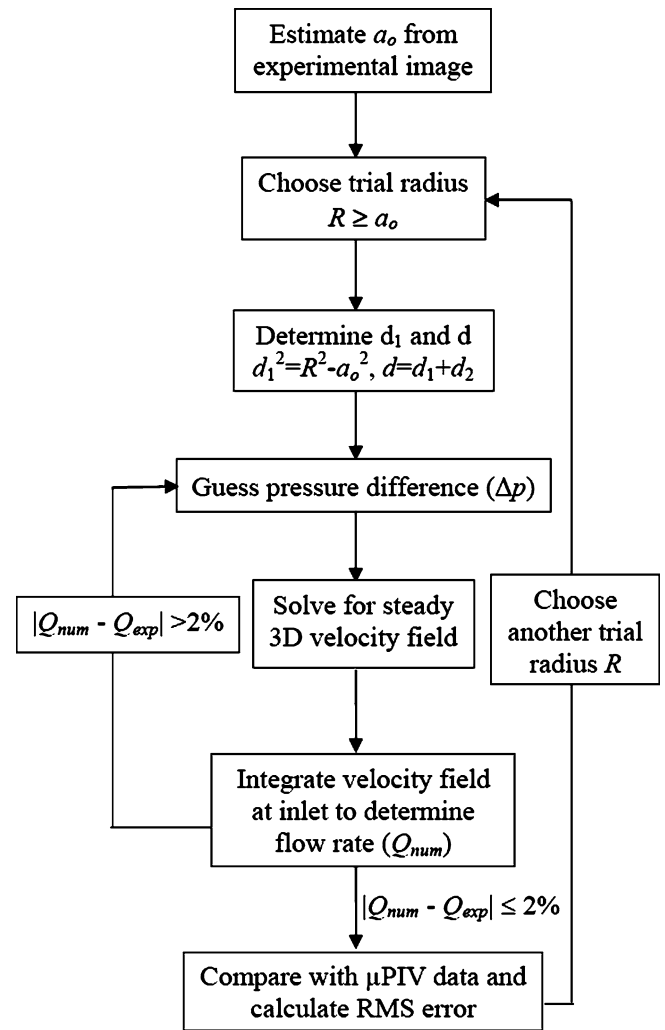 Estimate aₒ from
experimental image
Choose trial radius
R ≥ aₒ
Determine d₁ and d
d₁²=R²-aₒ², d=d₁+d₂
Guess pressure difference (Δp)
|Qnum - Qexp| >2%
Solve for steady
3D velocity field
Choose
another trial
radius R
Integrate velocity field
at inlet to determine
flow rate (Qnum)
|Qnum - Qexp| ≤ 2%
Compare with μPIV data and
calculate RMS error